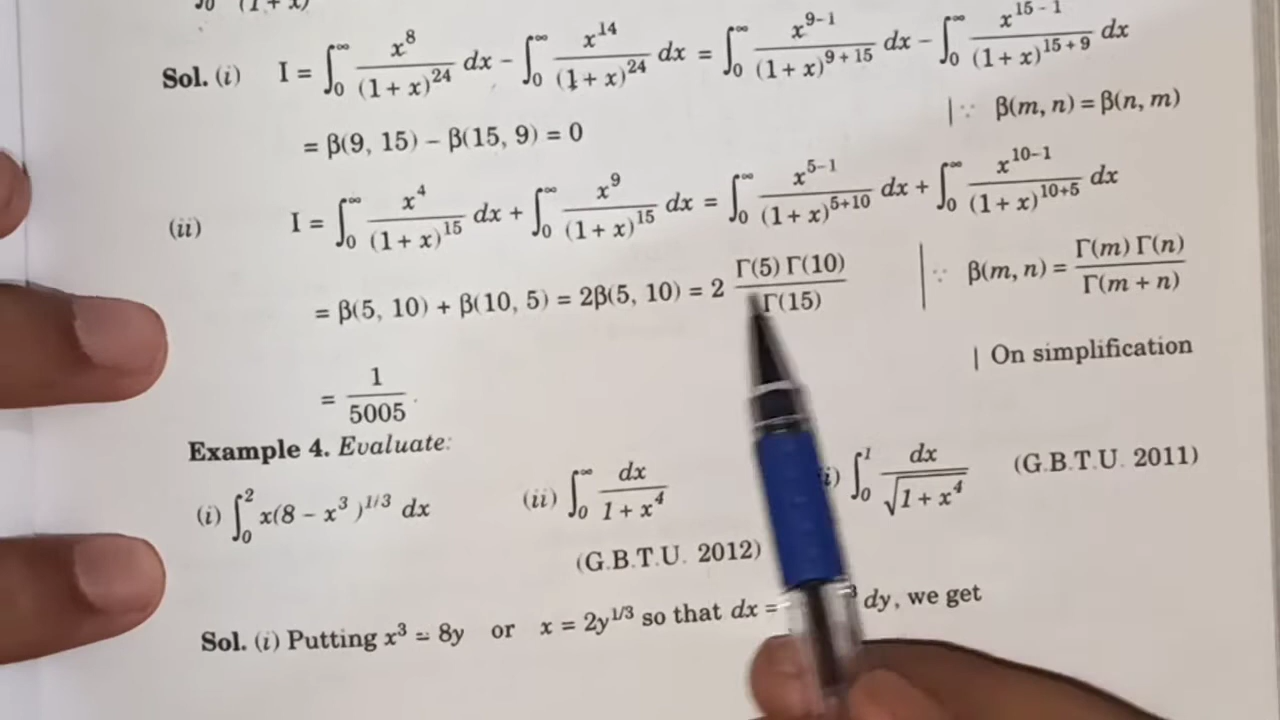 Sol. (i) I = ∫₀^∞ x⁸/(1 + x)²⁴ dx – ∫₀^∞ x¹⁴/(1 + x)²⁴ dx = ∫₀^∞ x⁹⁻¹/(1 + x)⁹⁺¹⁵ dx – ∫₀^∞ x¹⁵⁻¹/(1 + x)¹⁵⁺⁹ dx
= β(9, 15) – β(15, 9) = 0 | ∵ β(m, n) = β(n, m)
(ii) I = ∫₀^∞ x⁴/(1 + x)¹⁵ dx + ∫₀^∞ x⁹/(1 + x)¹⁵ dx = ∫₀^∞ x⁵⁻¹/(1 + x)⁵⁺¹⁰ dx + ∫₀^∞ x¹⁰⁻¹/(1 + x)¹⁰⁺⁵ dx
= β(5, 10) + β(10, 5) = 2β(5, 10) = 2 Γ(5) Γ(10)/Γ(15) | ∵ β(m, n) = Γ(m) Γ(n)/Γ(m + n)
= 1/5005. | On simplification
Example 4. Evaluate:
(i) ∫₀² x(8 – x³)^1/3 dx (ii) ∫₀^∞ dx/1 + x⁴ i) ∫₀¹ dx/√1 + x⁴ (G.B.T.U. 2011)
(G.B.T.U. 2012)
Sol. (i) Putting x³ = 8y or x = 2y^1/3 so that dx = dy, we get